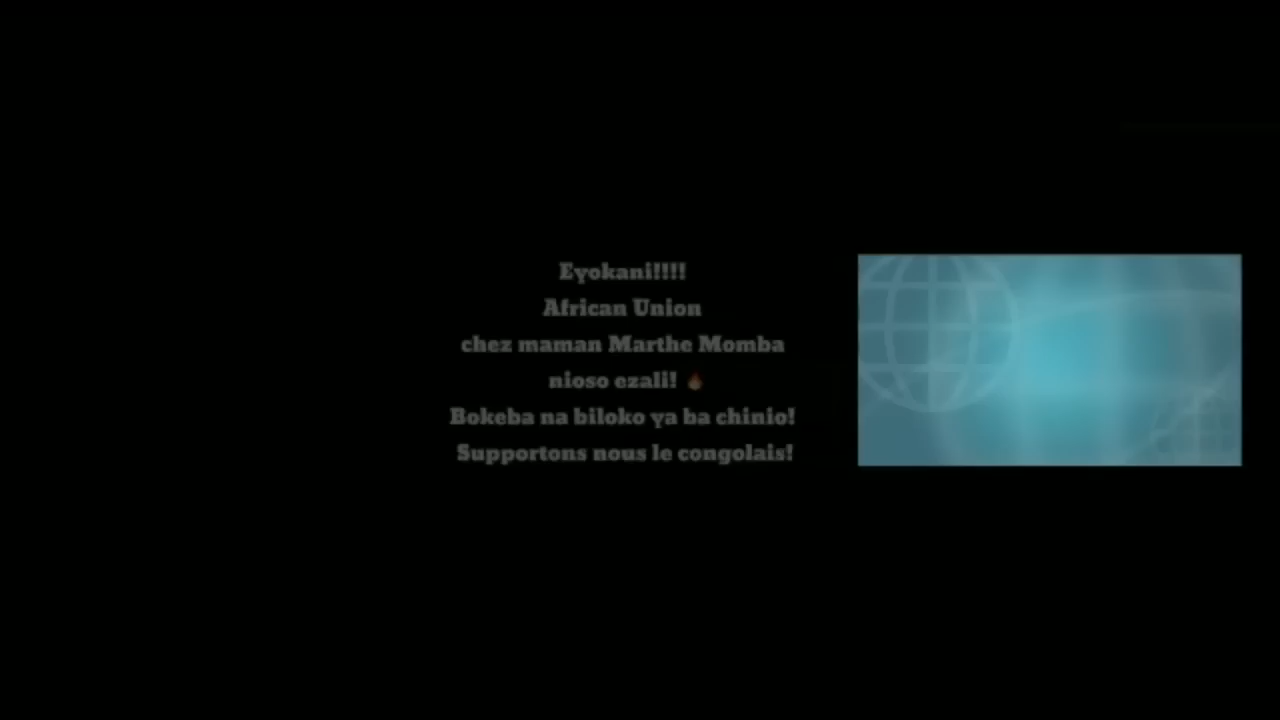 Eyokani!!!!
African Union
chez maman Marthe Momba
nioso ezali! 🔥
Bokeba na biloko ya ba chinio!
Supportons nous le congolais!